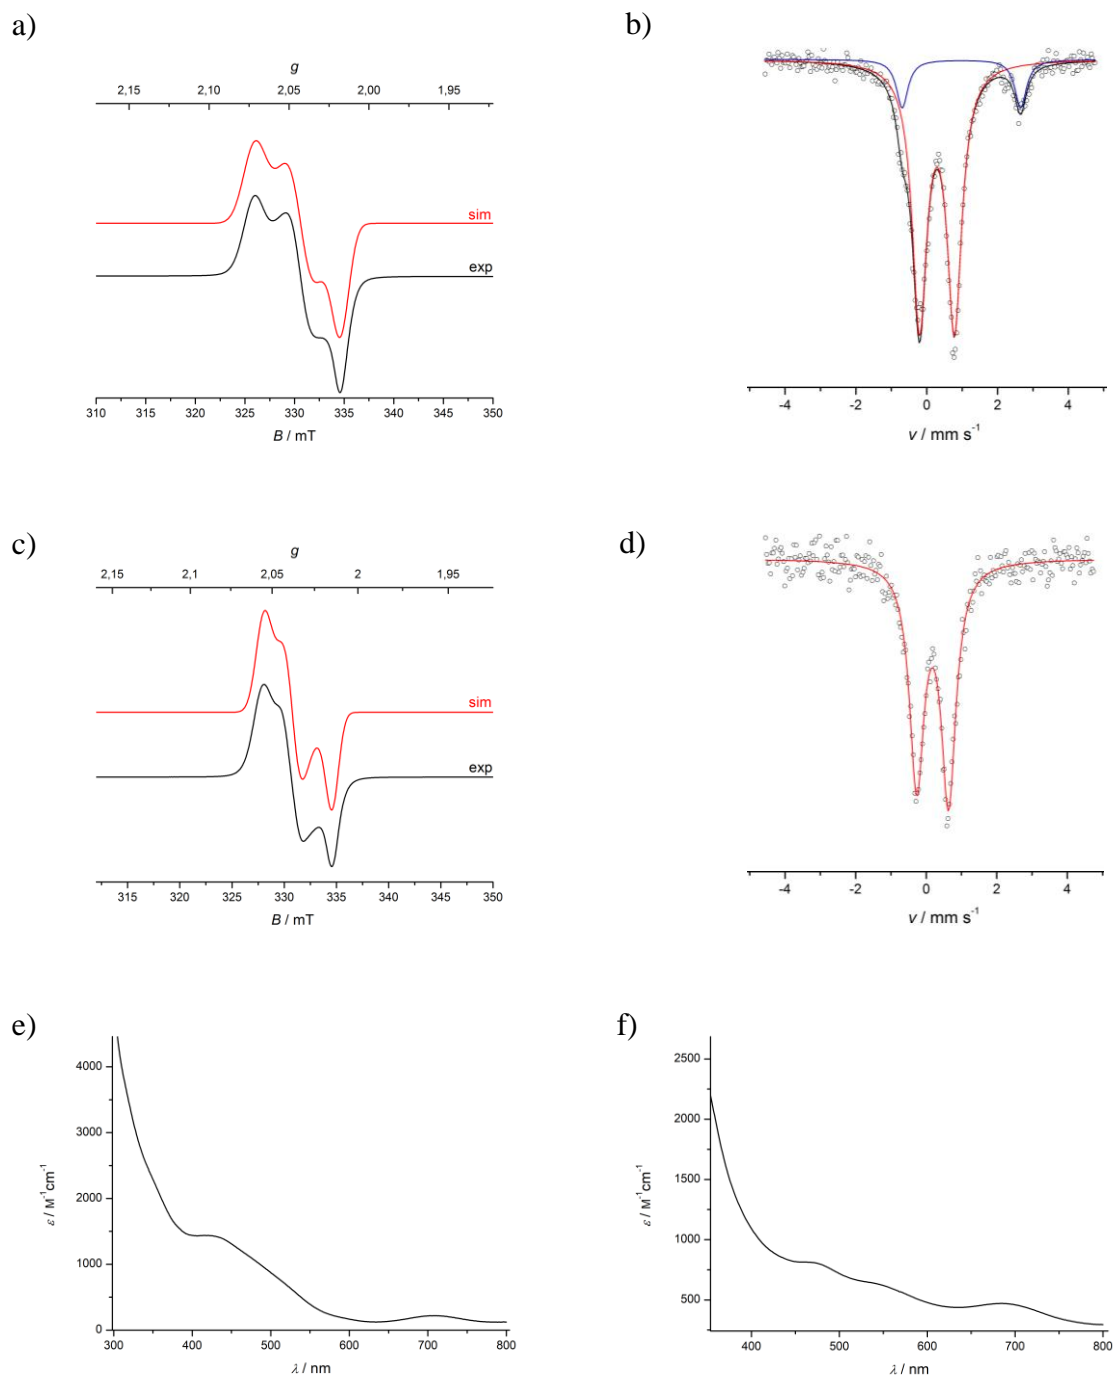 a)
g
2,15 2,10 2,05 2,00 1,95
sim
exp
310 315 320 325 330 335 340 345 350
B / mT
b)
-4 -2 0 2 4
v / mm s⁻¹
c)
g
2,15 2,1 2,05 2 1,95
sim
exp
315 320 325 330 335 340 345 350
B / mT
d)
-4 -2 0 2 4
v / mm s⁻¹
e)
4000
3000
2000
1000
0
ε / M⁻¹cm⁻¹
300 400 500 600 700 800
λ / nm
f)
2500
2000
1500
1000
500
ε / M⁻¹cm⁻¹
400 500 600 700 800
λ / nm